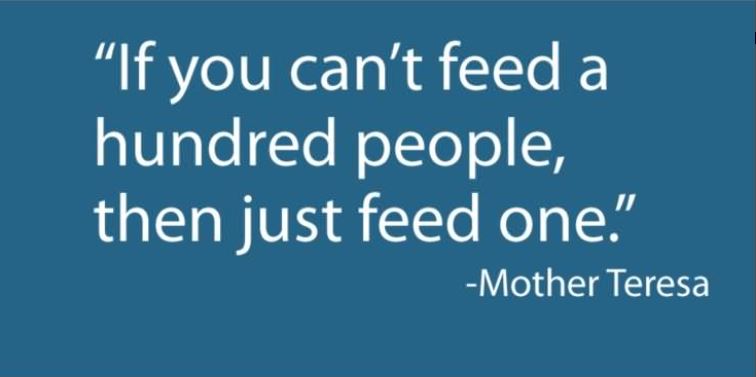 “If you can’t feed a
hundred people,
then just feed one.”
-Mother Teresa